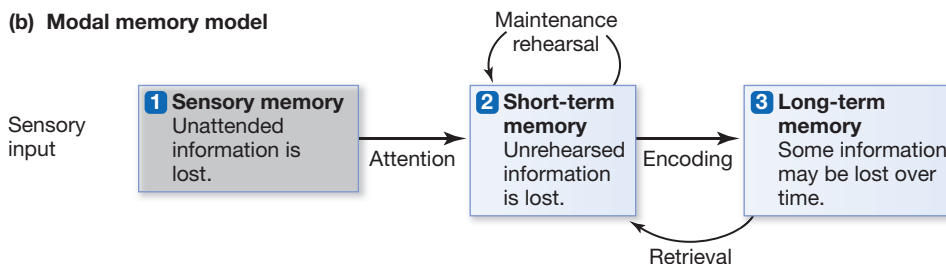 (b) Modal memory model
Maintenance
rehearsal
Sensory
input
1 Sensory memory
Unattended
information is
lost.
Attention
2 Short-term
memory
Unrehearsed
information
is lost.
Encoding
3 Long-term
memory
Some information
may be lost over
time.
Retrieval